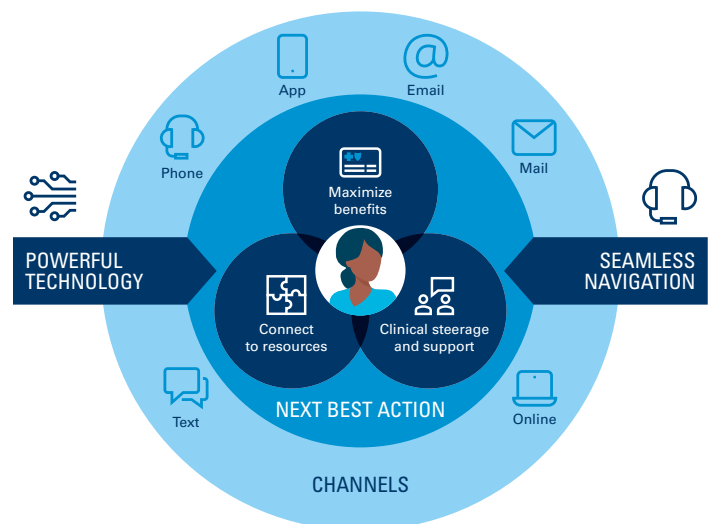 App
Email
Phone
Mail
Maximize
benefits
POWERFUL
TECHNOLOGY
SEAMLESS
NAVIGATION
Connect
to resources
Clinical steerage
and support
Text
NEXT BEST ACTION
Online
CHANNELS